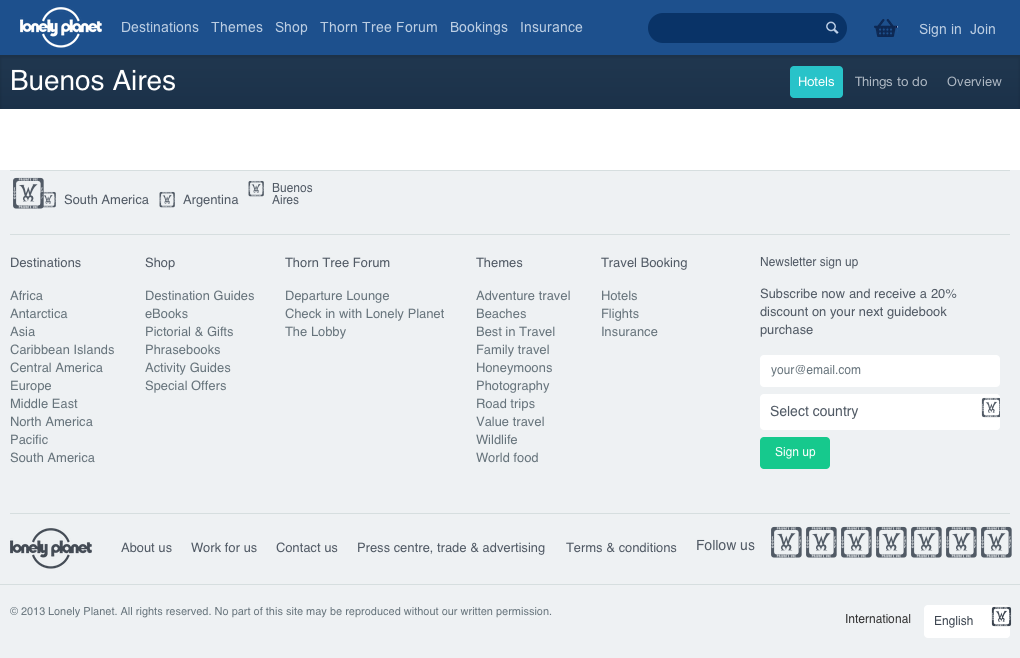 lonely planet Destinations Themes Shop Thorn Tree Forum Bookings Insurance Sign in Join
Buenos Aires Hotels Things to do Overview
South America Argentina Buenos
Aires
Destinations
Africa
Antarctica
Asia
Caribbean Islands
Central America
Europe
Middle East
North America
Pacific
South America
Shop
Destination Guides
eBooks
Pictorial & Gifts
Phrasebooks
Activity Guides
Special Offers
Thorn Tree Forum
Departure Lounge
Check in with Lonely Planet
The Lobby
Themes
Adventure travel
Beaches
Best in Travel
Family travel
Honeymoons
Photography
Road trips
Value travel
Wildlife
World food
Travel Booking
Hotels
Flights
Insurance
Newsletter sign up
Subscribe now and receive a 20%
discount on your next guidebook
purchase
your@email.com
Select country
Sign up
lonely planet About us Work for us Contact us Press centre, trade & advertising Terms & conditions Follow us
© 2013 Lonely Planet. All rights reserved. No part of this site may be reproduced without our written permission.
International English